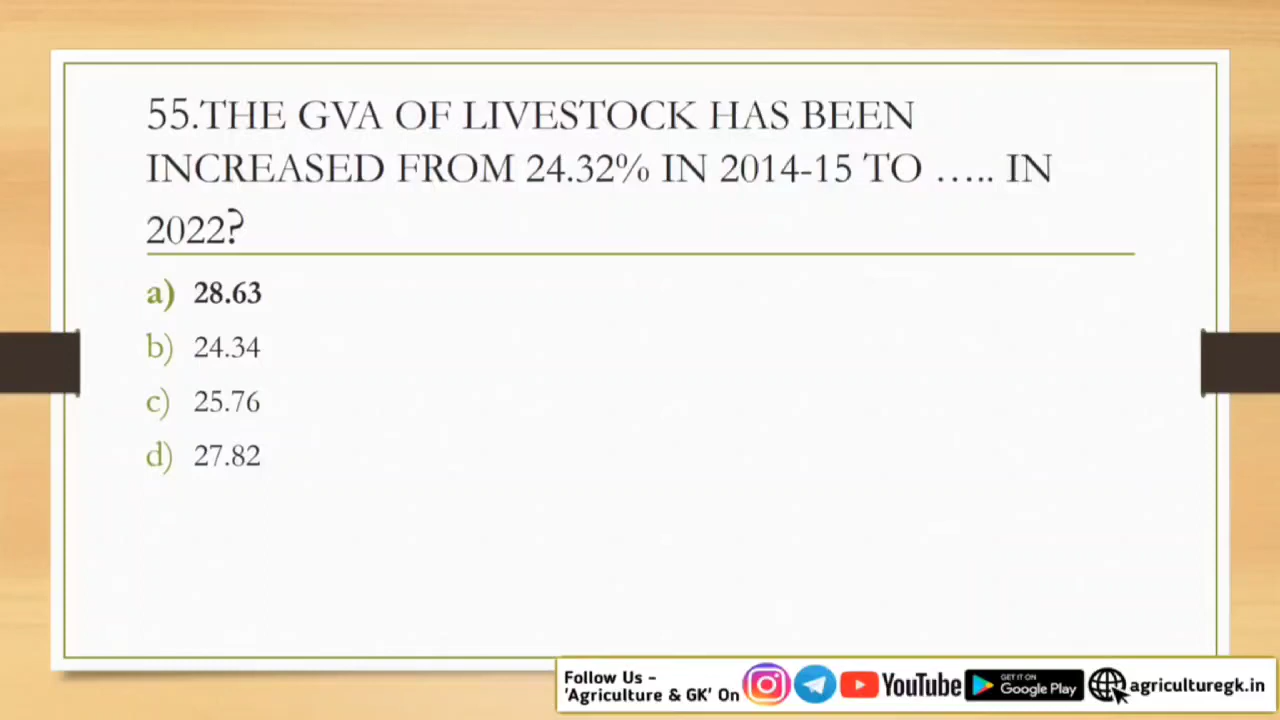 55.THE GVA OF LIVESTOCK HAS BEEN
INCREASED FROM 24.32% IN 2014-15 TO ….. IN
2022?
a) 28.63
b) 24.34
c) 25.76
d) 27.82
Follow Us –
'Agriculture & GK' On
YouTube
GET IT ON
Google Play
agriculturegk.in